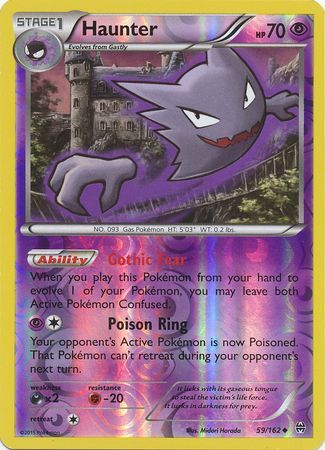 STAGE1
Haunter
HP70
Evolves from Gastly
NO. 093 Gas Pokémon HT: 5'03" WT: 0.2 lbs.
Ability Gothic Fear
When you play this Pokémon from your hand to
evolve 1 of your Pokémon, you may leave both
Active Pokémon Confused.
Poison Ring
Your opponent's Active Pokémon is now Poisoned.
That Pokémon can't retreat during your opponent's
next turn.
weakness
resistance
×2
-20
retreat
It licks with its gaseous tongue
to steal the victim's life force.
It lurks in darkness for prey.
©2015 Pokémon
Illus. Midori Harada
59/162